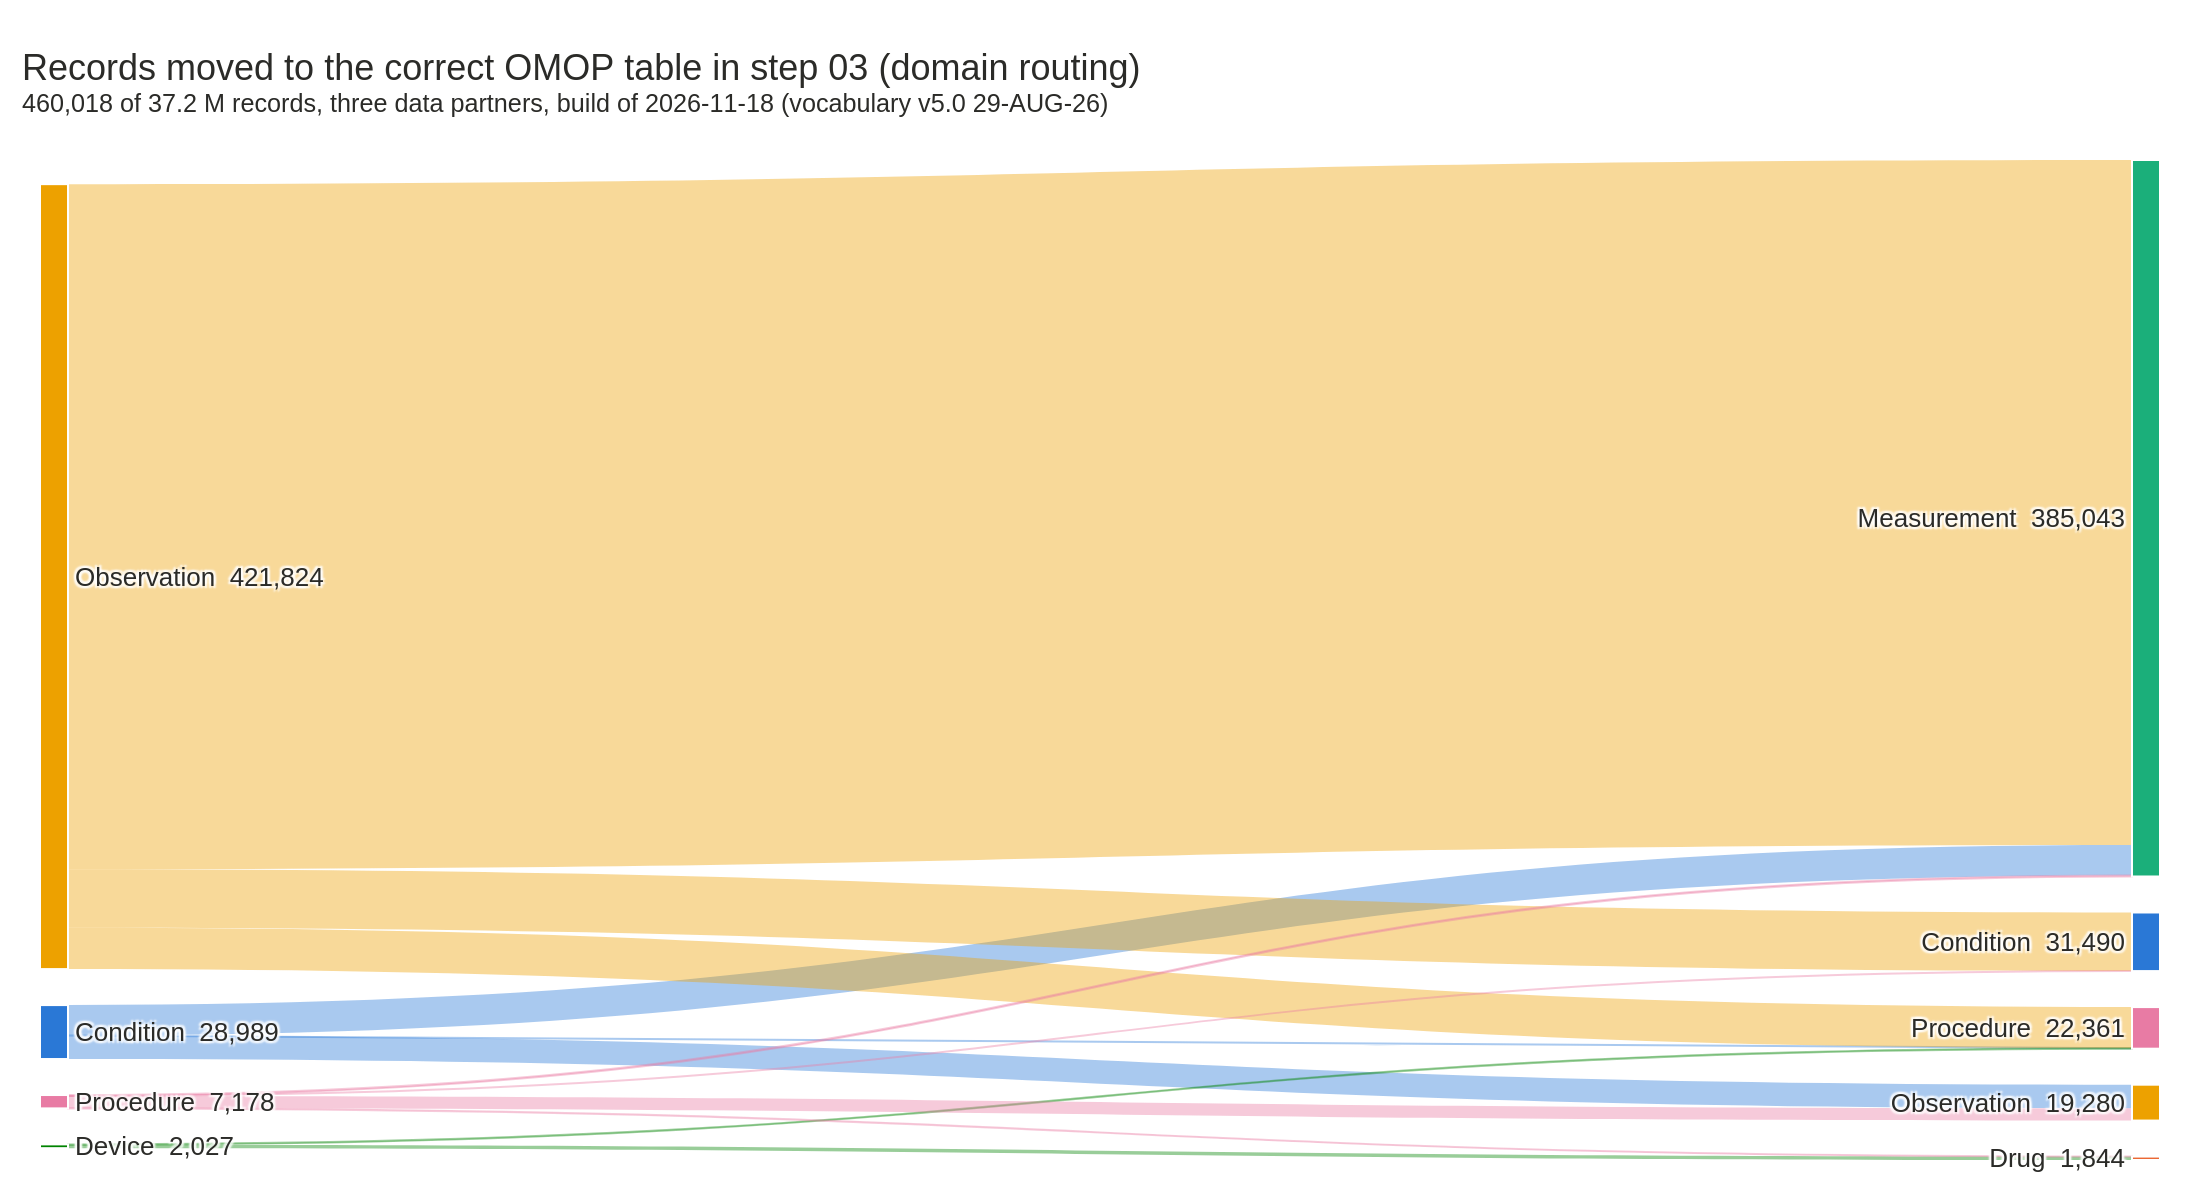 Records moved to the correct OMOP table in step 03 (domain routing)
460,018 of 37.2 M records, three data partners, build of 2026-11-18 (vocabulary v5.0 29-AUG-26)
Observation 421,824
Condition 28,989
Procedure 7,178
Device 2,027
Measurement 385,043
Condition 31,490
Procedure 22,361
Observation 19,280
Drug 1,844